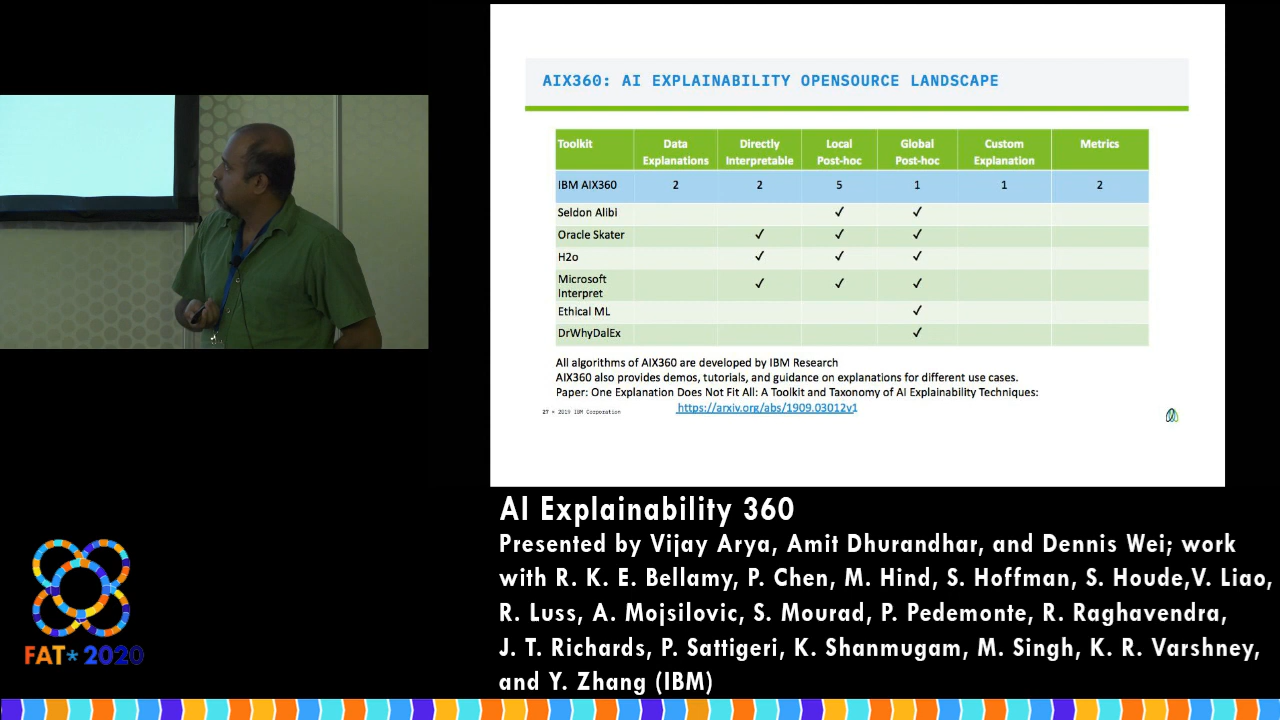 AIX360: AI EXPLAINABILITY OPENSOURCE LANDSCAPE
Toolkit Data Explanations Directly Interpretable Local Post-hoc Global Post-hoc Custom Explanation Metrics
IBM AIX360 2 2 5 1 1 2
Seldon Alibi ✓ ✓
Oracle Skater ✓ ✓ ✓
H2o ✓ ✓ ✓
Microsoft Interpret ✓ ✓ ✓
Ethical ML ✓
DrWhyDalEx ✓
All algorithms of AIX360 are developed by IBM Research
AIX360 also provides demos, tutorials, and guidance on explanations for different use cases.
Paper: One Explanation Does Not Fit All: A Toolkit and Taxonomy of AI Explainability Techniques:
https://arxiv.org/abs/1909.03012v1
27 © 2019 IBM Corporation
AI Explainability 360
Presented by Vijay Arya, Amit Dhurandhar, and Dennis Wei; work
with R. K. E. Bellamy, P. Chen, M. Hind, S. Hoffman, S. Houde,V. Liao,
R. Luss, A. Mojsilovic, S. Mourad, P. Pedemonte, R. Raghavendra,
J. T. Richards, P. Sattigeri, K. Shanmugam, M. Singh, K. R. Varshney,
and Y. Zhang (IBM)
FAT* 2020